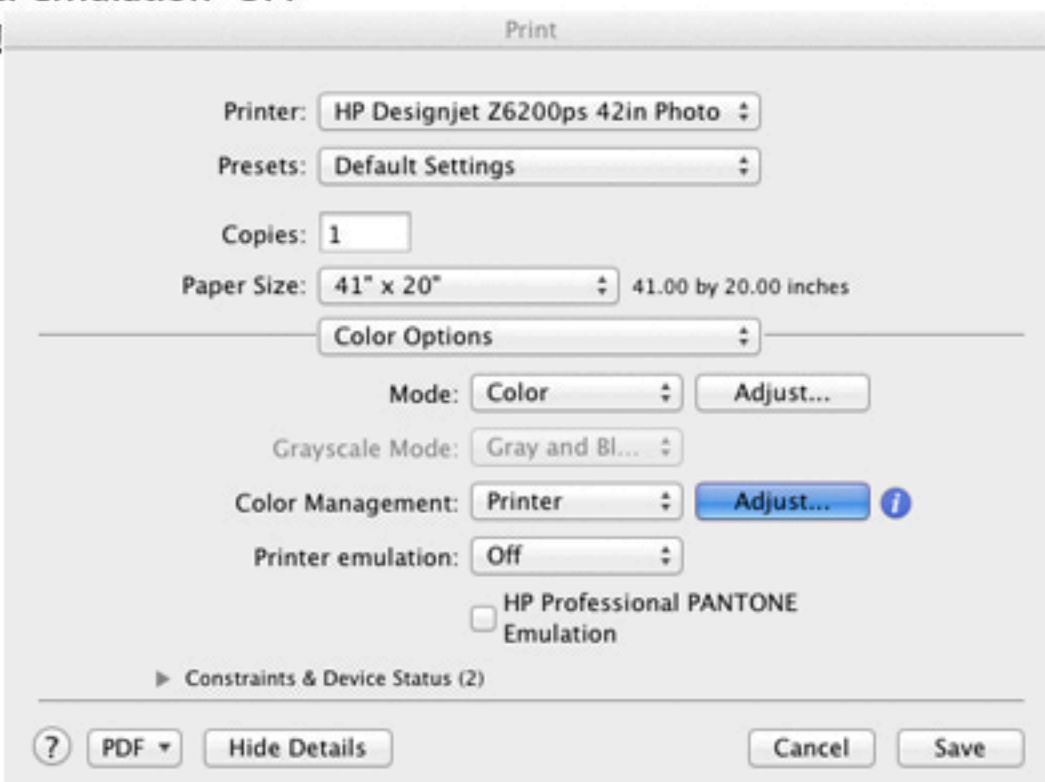 Print
Printer: HP Designjet Z6200ps 42in Photo
Presets: Default Settings
Copies: 1
Paper Size: 41" x 20" 41.00 by 20.00 inches
Color Options
Mode: Color Adjust...
Grayscale Mode: Gray and Bl...
Color Management: Printer Adjust... i
Printer emulation: Off
HP Professional PANTONE
Emulation
Constraints & Device Status (2)
? PDF Hide Details Cancel Save